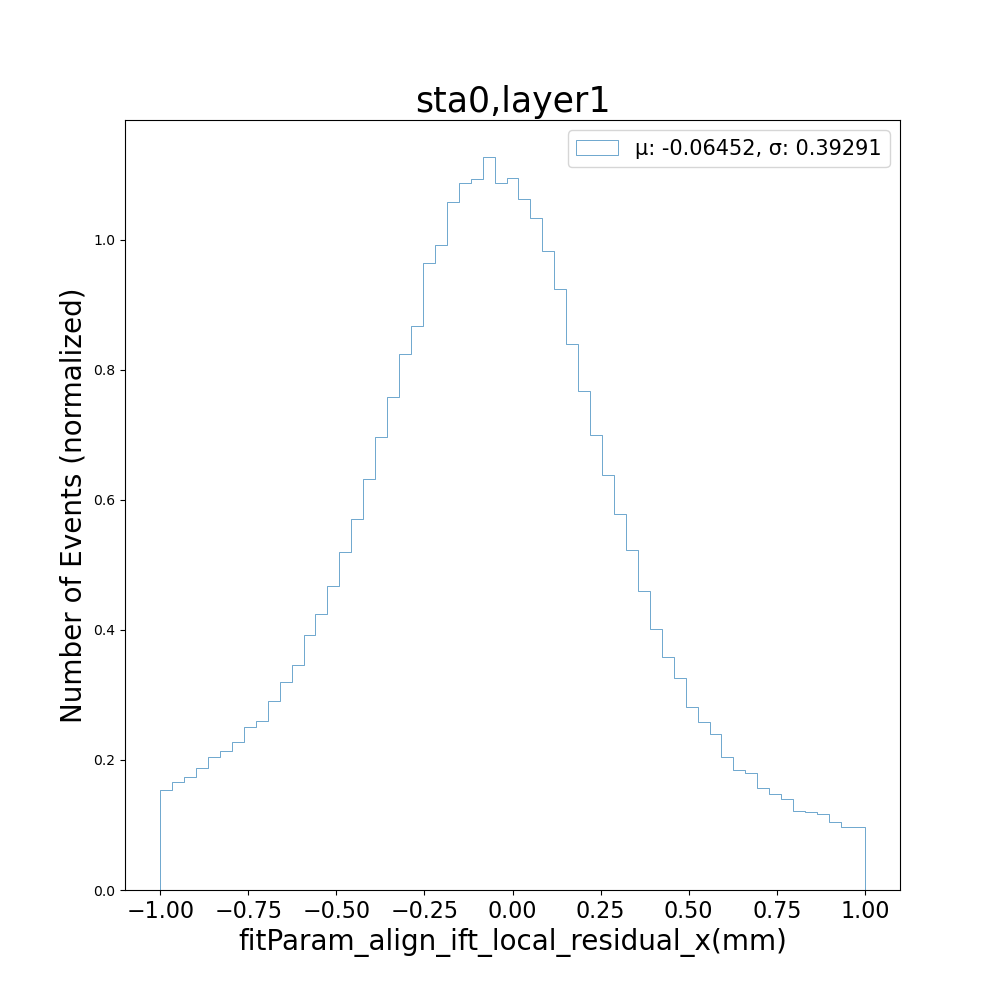 sta0,layer1
μ: -0.06452, σ: 0.39291
Number of Events (normalized)
1.0
0.8
0.6
0.4
0.2
0.0
−1.00 −0.75 −0.50 −0.25 0.00 0.25 0.50 0.75 1.00
fitParam_align_ift_local_residual_x(mm)